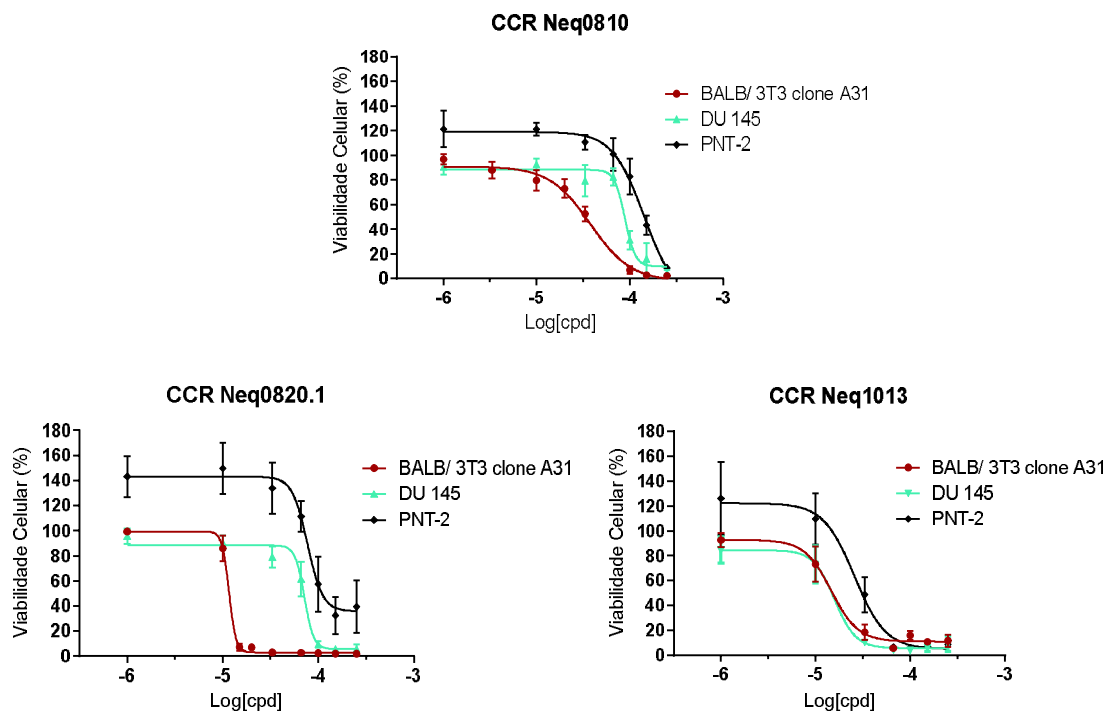 CCR Neq0810
180
160
140
120
100
80
60
40
20
0
Viabilidade Celular (%)
-6
-5
-4
-3
Log[cpd]
BALB/ 3T3 clone A31
DU 145
PNT-2
CCR Neq0820.1
180
160
140
120
100
80
60
40
20
0
Viabilidade Celular (%)
-6
-5
-4
-3
Log[cpd]
BALB/ 3T3 clone A31
DU 145
PNT-2
CCR Neq1013
180
160
140
120
100
80
60
40
20
0
Viabilidade Celular (%)
-6
-5
-4
-3
Log[cpd]
BALB/ 3T3 clone A31
DU 145
PNT-2